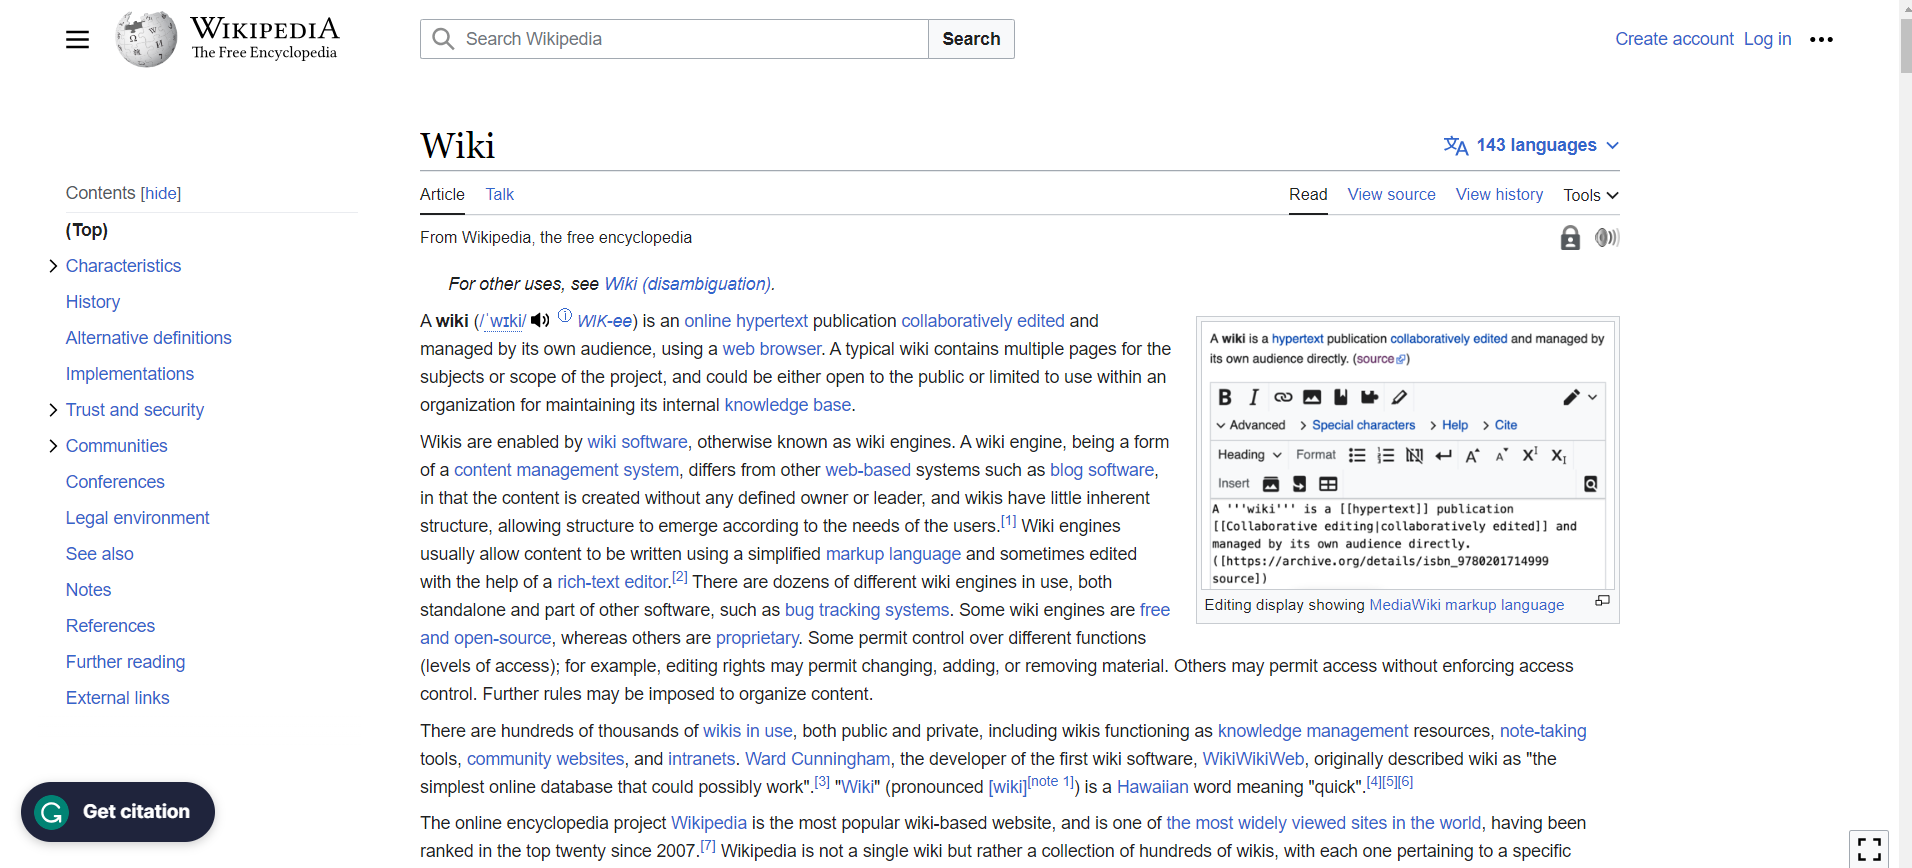 WIKIPEDIA
The Free Encyclopedia
Search Wikipedia
Search
Create account Log in
Wiki
143 languages
Article Talk
Read View source View history Tools
From Wikipedia, the free encyclopedia
Contents [hide]
(Top)
Characteristics
History
Alternative definitions
Implementations
Trust and security
Communities
Conferences
Legal environment
See also
Notes
References
Further reading
External links
For other uses, see Wiki (disambiguation).
A wiki (/ˈwɪki/ ⓘ WIK-ee) is an online hypertext publication collaboratively edited and
managed by its own audience, using a web browser. A typical wiki contains multiple pages for the
subjects or scope of the project, and could be either open to the public or limited to use within an
organization for maintaining its internal knowledge base.
Wikis are enabled by wiki software, otherwise known as wiki engines. A wiki engine, being a form
of a content management system, differs from other web-based systems such as blog software,
in that the content is created without any defined owner or leader, and wikis have little inherent
structure, allowing structure to emerge according to the needs of the users.[1] Wiki engines
usually allow content to be written using a simplified markup language and sometimes edited
with the help of a rich-text editor.[2] There are dozens of different wiki engines in use, both
standalone and part of other software, such as bug tracking systems. Some wiki engines are free
and open-source, whereas others are proprietary. Some permit control over different functions
(levels of access); for example, editing rights may permit changing, adding, or removing material. Others may permit access without enforcing access
control. Further rules may be imposed to organize content.
A wiki is a hypertext publication collaboratively edited and managed by
its own audience directly. (source)
B I
Advanced Special characters Help Cite
Heading Format
Insert
A '''wiki''' is a [[hypertext]] publication
[[Collaborative editing|collaboratively edited]] and
managed by its own audience directly.
([https://archive.org/details/isbn_9780201714999
source])
Editing display showing MediaWiki markup language
There are hundreds of thousands of wikis in use, both public and private, including wikis functioning as knowledge management resources, note-taking
tools, community websites, and intranets. Ward Cunningham, the developer of the first wiki software, WikiWikiWeb, originally described wiki as "the
simplest online database that could possibly work".[3] "Wiki" (pronounced [wiki][note 1]) is a Hawaiian word meaning "quick".[4][5][6]
The online encyclopedia project Wikipedia is the most popular wiki-based website, and is one of the most widely viewed sites in the world, having been
ranked in the top twenty since 2007.[7] Wikipedia is not a single wiki but rather a collection of hundreds of wikis, with each one pertaining to a specific
Get citation